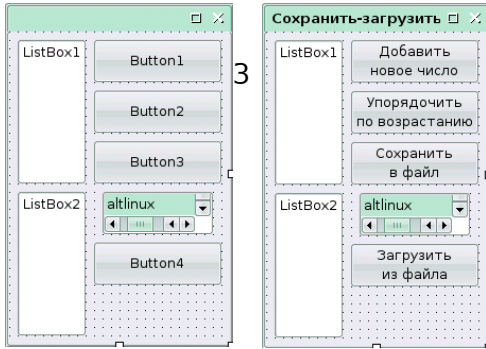 ListBox1
Button1
Button2
Button3
ListBox2
altlinux
Button4
3
Сохранить-загрузить
ListBox1
Добавить
новое число
Упорядочить
по возрастанию
Сохранить
в файл
ListBox2
altlinux
Загрузить
из файла